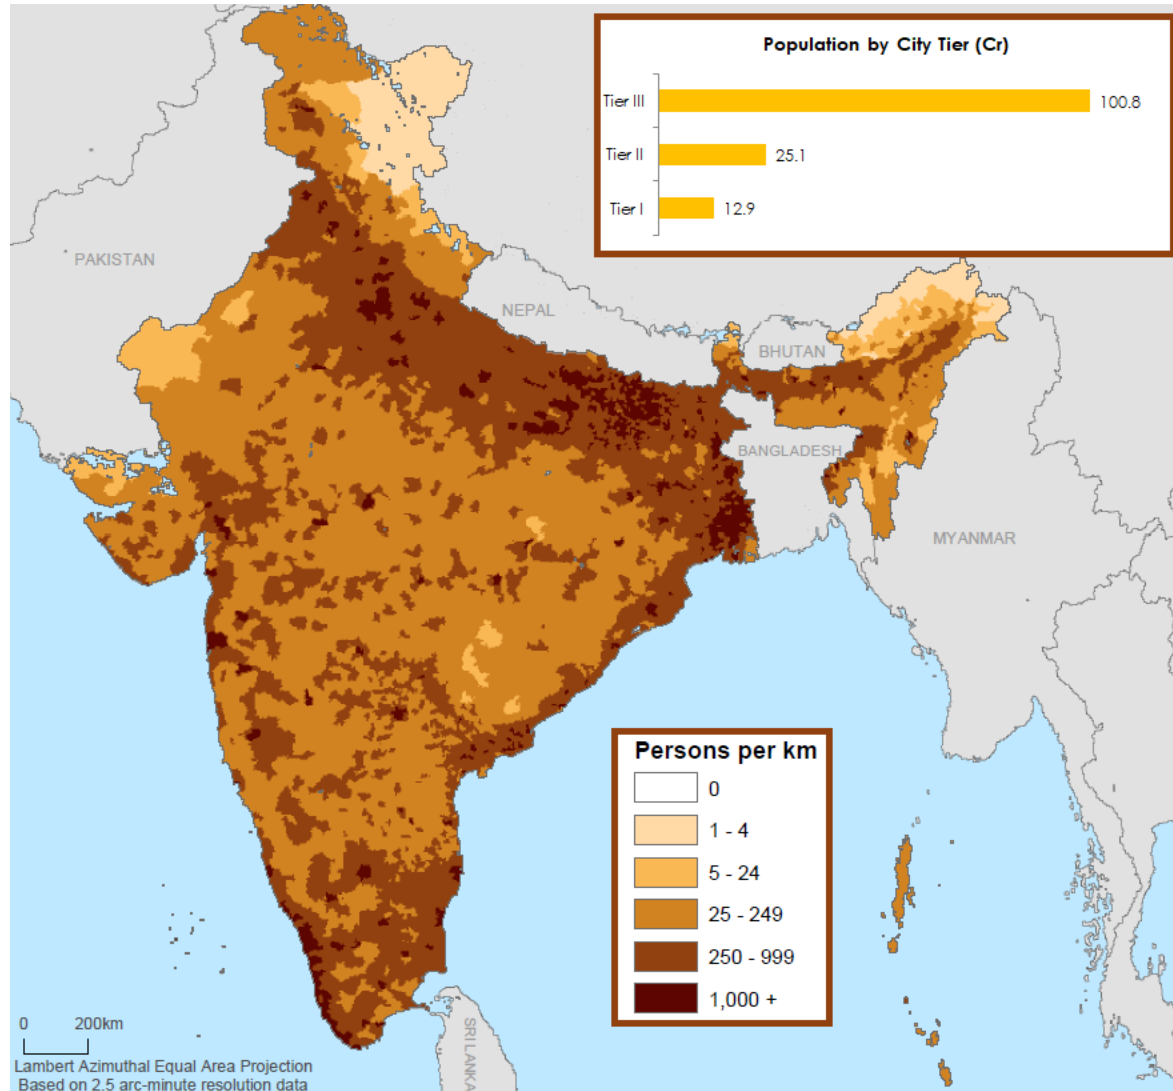 Population by City Tier (Cr)
Tier III 100.8
Tier II 25.1
Tier I 12.9
PAKISTAN
NEPAL
BHUTAN
BANGLADESH
MYANMAR
Persons per km
0
1 - 4
5 - 24
25 - 249
250 - 999
1,000 +
SRI LANKA
0 200km
Lambert Azimuthal Equal Area Projection
Based on 2.5 arc-minute resolution data